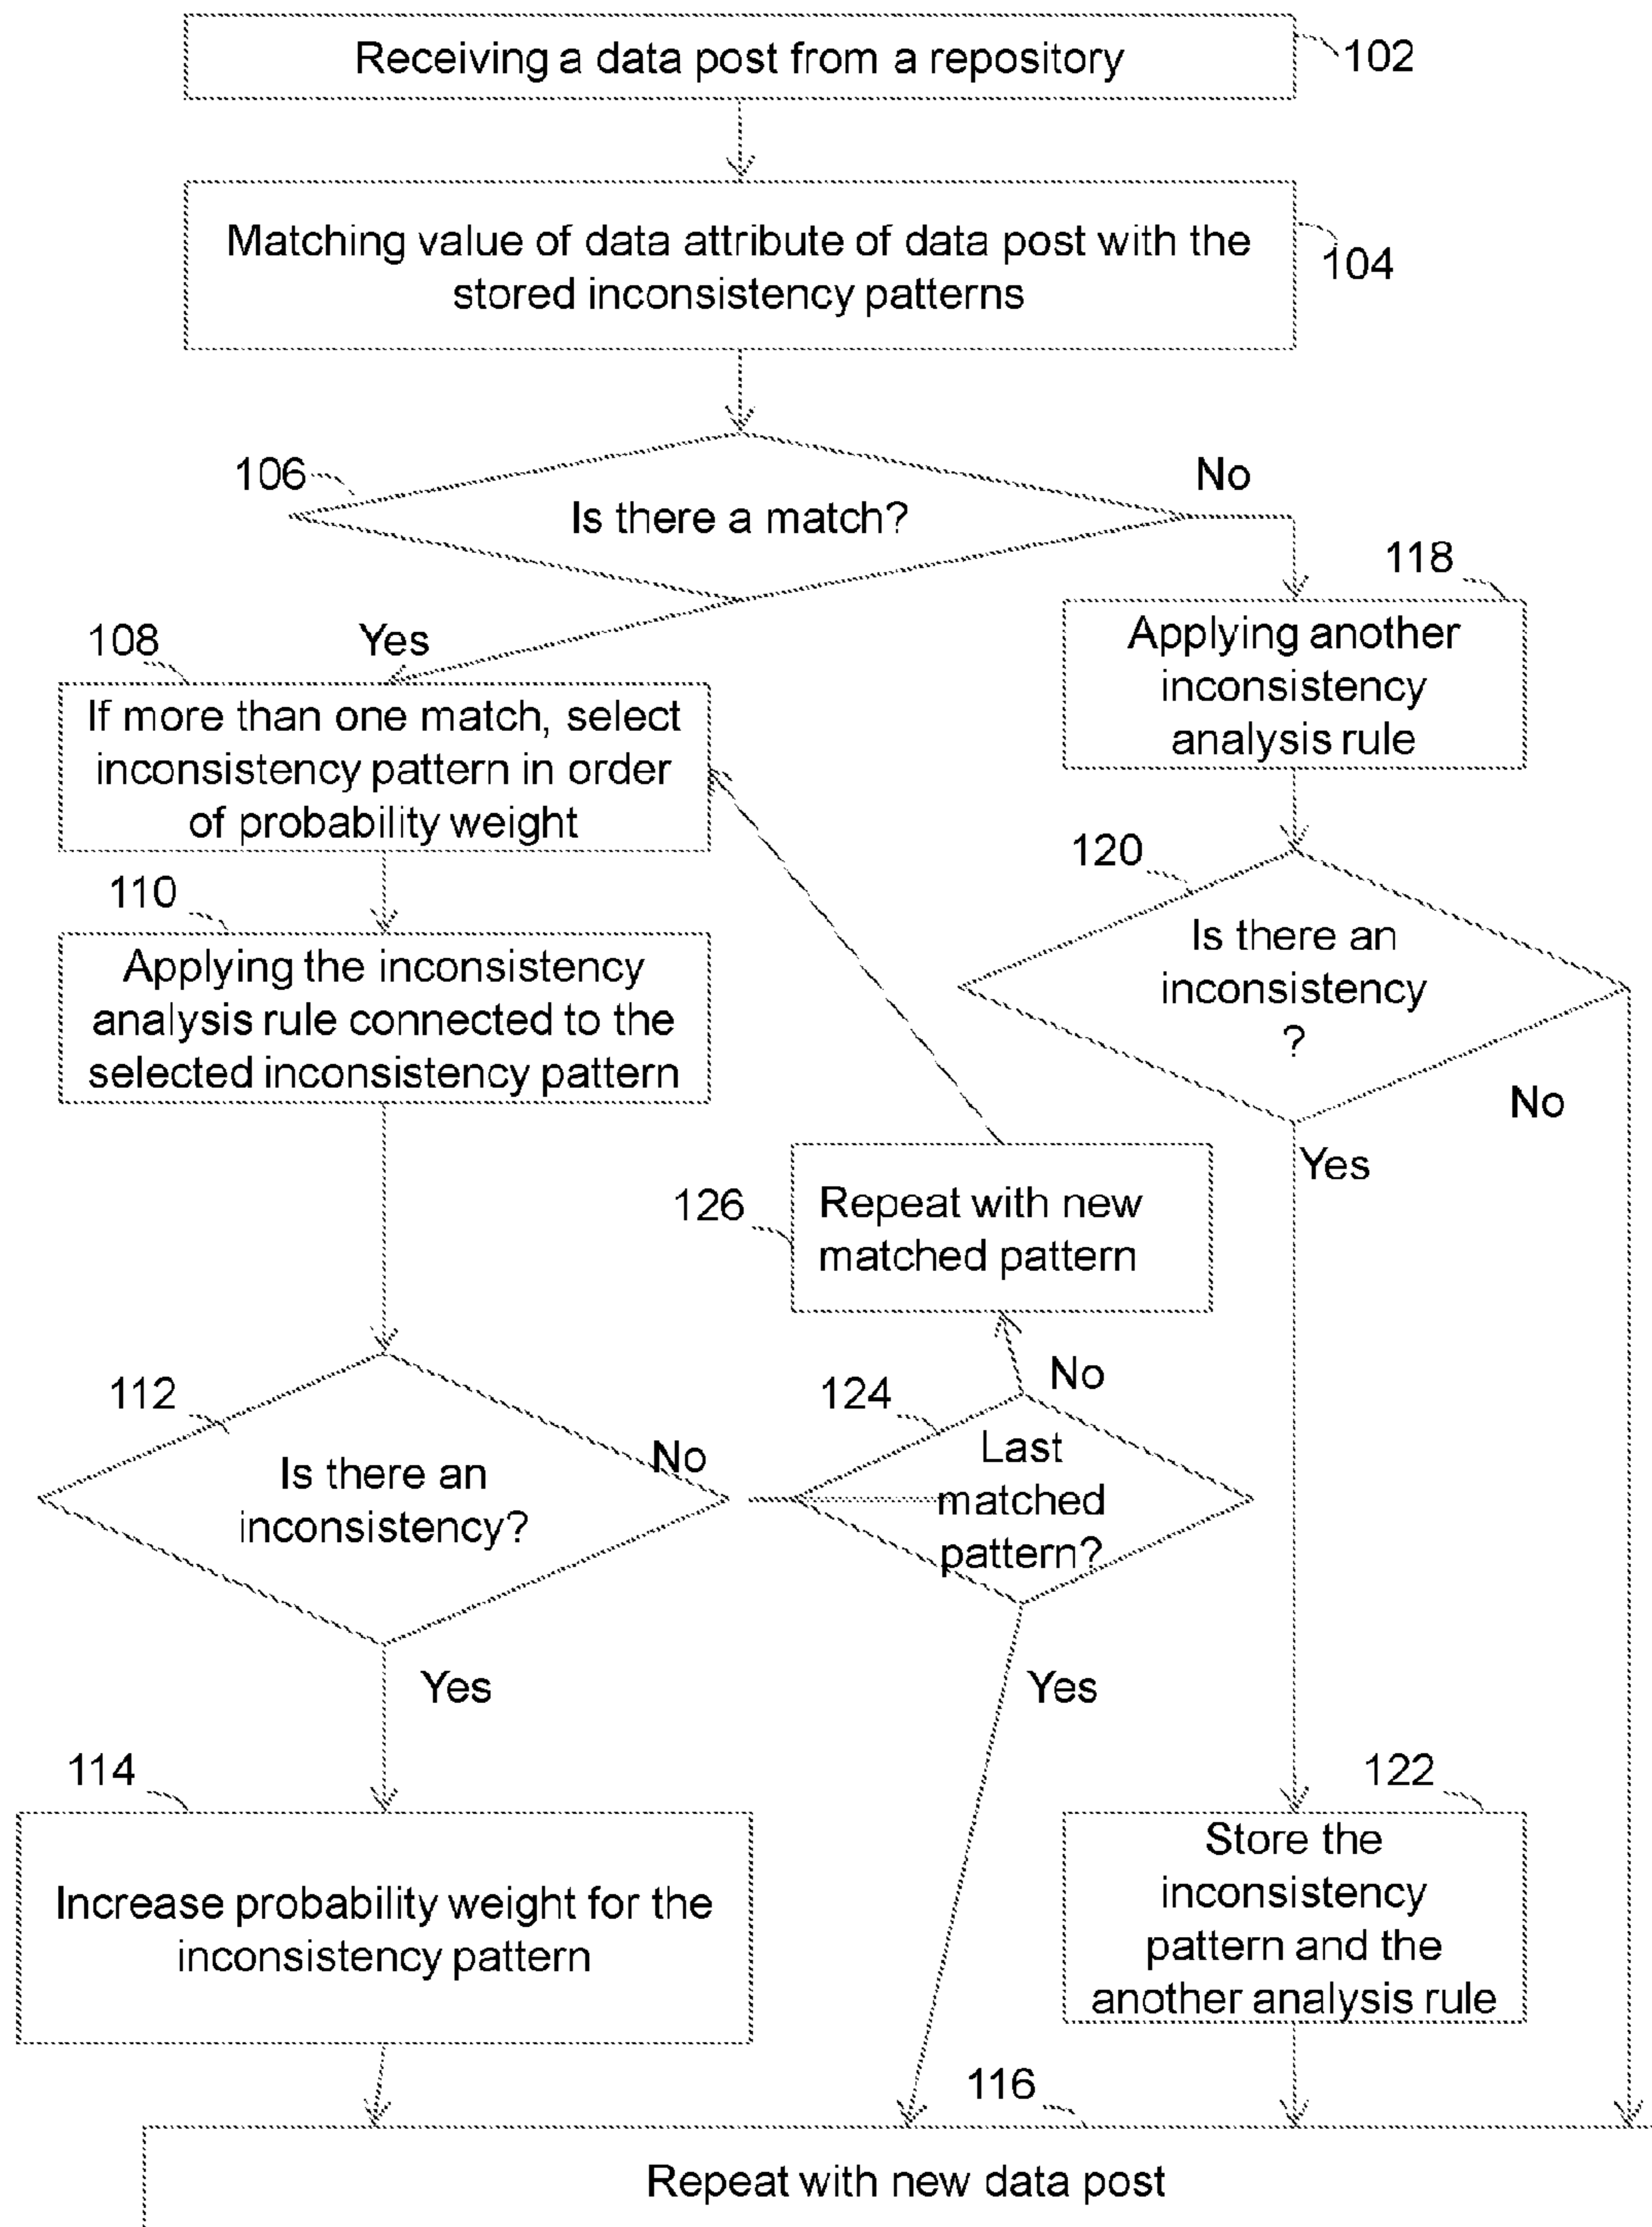 Receiving a data post from a repository
102
Matching value of data attribute of data post with the
stored inconsistency patterns
104
106
Is there a match?
No
118
Applying another
inconsistency
analysis rule
108
Yes
If more than one match, select
inconsistency pattern in order
of probability weight
110
Applying the inconsistency
analysis rule connected to the
selected inconsistency pattern
120
Is there an
inconsistency
?
No
Yes
126
Repeat with new
matched pattern
112
Is there an
inconsistency?
No
124
No
Last
matched
pattern?
Yes
Yes
114
Increase probability weight for the
inconsistency pattern
122
Store the
inconsistency
pattern and the
another analysis rule
116
Repeat with new data post